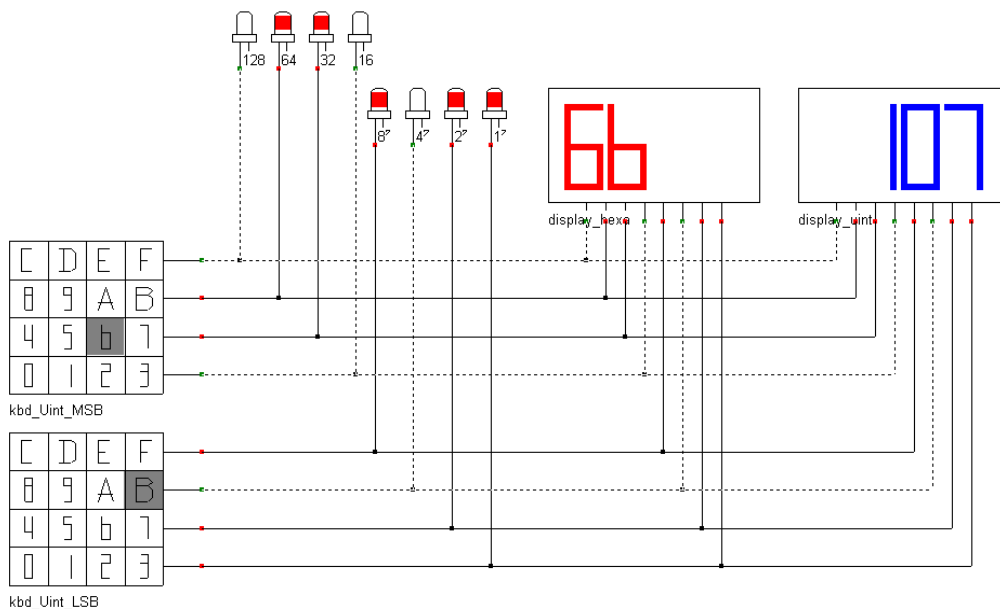 128 64 32 16
8 4 2 1
6b 107
display_hexe display_uint
C D E F
8 9 A B
4 5 b 7
0 1 2 3
kbd_Uint_MSB
C D E F
8 9 A B
4 5 b 7
0 1 2 3
kbd_Uint_LSB